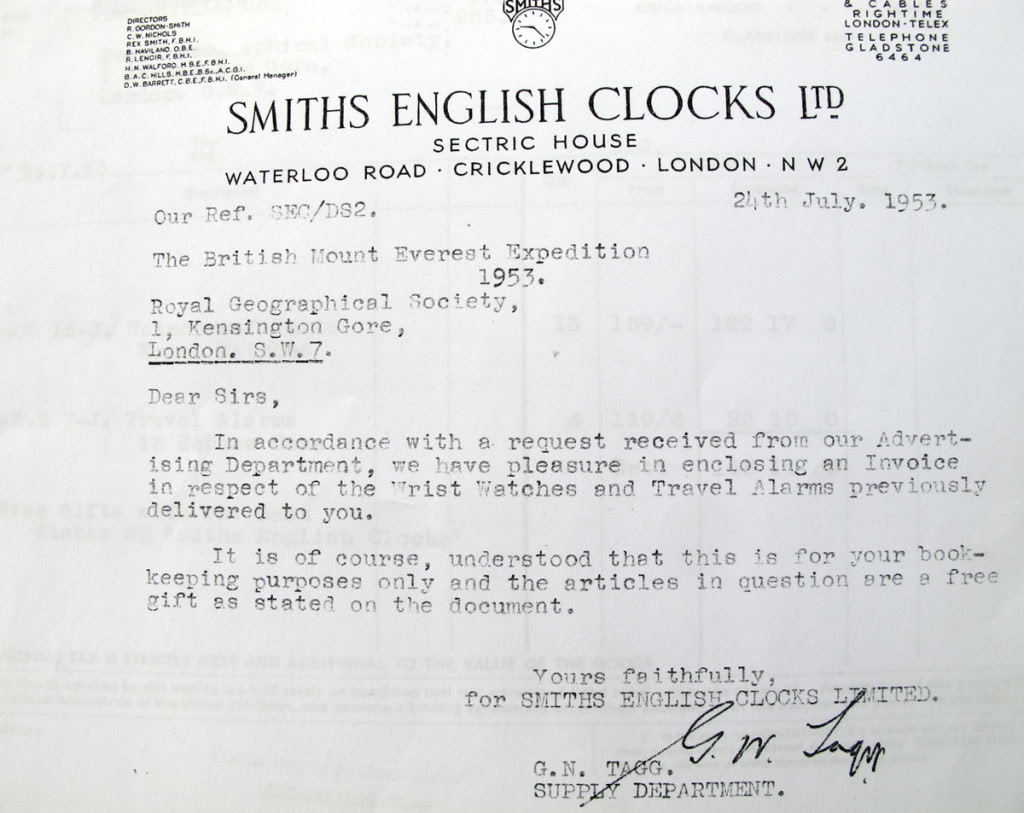 DIRECTORS
R. GORDON-SMITH
C. W. NICHOLS
REX SMITH, F.B.H.I.
B. HAVILAND, O.B.E.
R. LENOIR, F.B.H.I.
H. N. WALFORD, M.B.E., F.B.H.I.
B. A. C. HILLS, M.B.E., B.Sc., A.C.G.I.
D. W. BARRETT, C.B.E., F.B.H.I. (General Manager)
SMITHS
& CABLES
RIGHTIME
LONDON-TELEX
TELEPHONE
GLADSTONE
6464
SMITHS ENGLISH CLOCKS LTD
SECTRIC HOUSE
WATERLOO ROAD · CRICKLEWOOD · LONDON · N W 2
Our Ref. SEC/DS2.
24th July. 1953.
The British Mount Everest Expedition
1953.
Royal Geographical Society,
1, Kensington Gore,
London. S.W.7.
Dear Sirs,
In accordance with a request received from our Advert-
ising Department, we have pleasure in enclosing an Invoice
in respect of the Wrist Watches and Travel Alarms previously
delivered to you.
It is of course, understood that this is for your book-
keeping purposes only and the articles in question are a free
gift as stated on the document.
Yours faithfully,
for SMITHS ENGLISH CLOCKS LIMITED.
G. N. Tagg
G.N. TAGG.
SUPPLY DEPARTMENT.